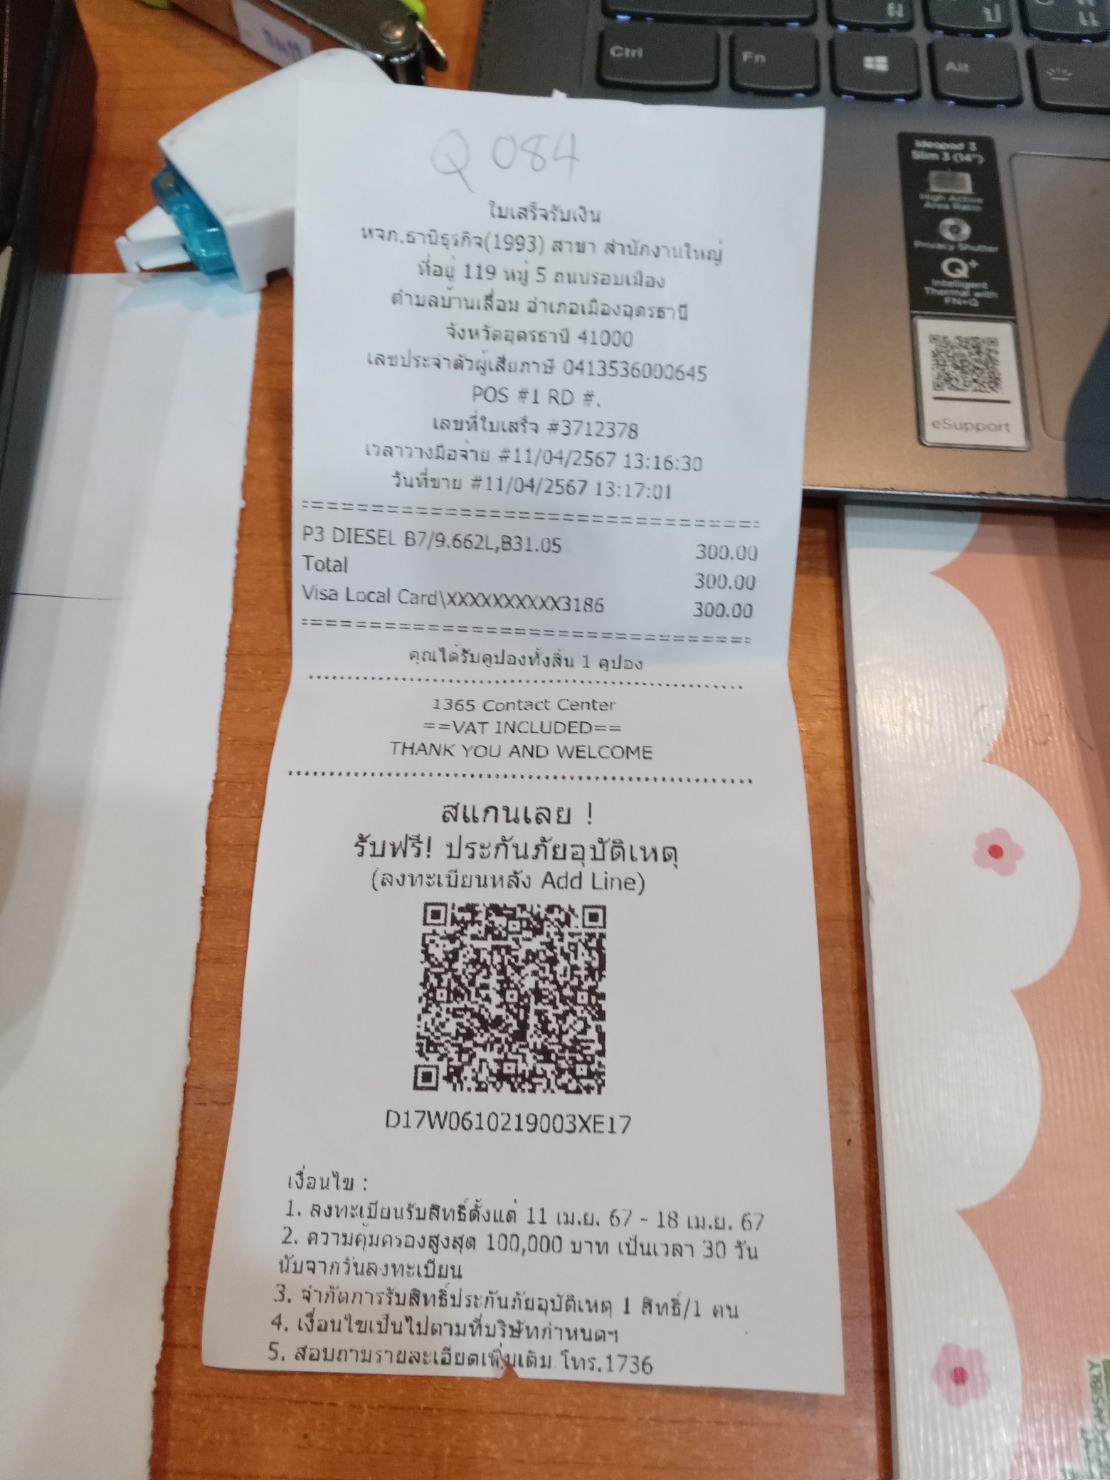 Ctrl
Fn
Alt
ideapad 3
Slim 3 (14")
High Active
Area Ratio
Privacy Shutter
Q+
Intelligent
Thermal with
FN+Q
eSupport
Q 084
ใบเสร็จรับเงิน
หจก.ธานีธุรกิจ(1993) สาขา สำนักงานใหญ่
ที่อยู่ 119 หมู่ 5 ถนนรอบเมือง
ตำบลบ้านเลื่อม อำเภอเมืองอุดรธานี
จังหวัดอุดรธานี 41000
เลขประจำตัวผู้เสียภาษี 0413536000645
POS #1 RD #.
เลขที่ใบเสร็จ #3712378
เวลาวางมือจ่าย #11/04/2567 13:16:30
วันที่ขาย #11/04/2567 13:17:01
P3 DIESEL B7/9.662L,B31.05 300.00
Total 300.00
Visa Local Card\XXXXXXXXXX3186 300.00
คุณได้รับคูปองทั้งสิ้น 1 คูปอง
1365 Contact Center
==VAT INCLUDED==
THANK YOU AND WELCOME
สแกนเลย !
รับฟรี! ประกันภัยอุบัติเหตุ
(ลงทะเบียนหลัง Add Line)
D17W0610219003XE17
เงื่อนไข :
1. ลงทะเบียนรับสิทธิ์ตั้งแต่ 11 เม.ย. 67 - 18 เม.ย. 67
2. ความคุ้มครองสูงสุด 100,000 บาท เป็นเวลา 30 วัน
นับจากวันลงทะเบียน
3. จำกัดการรับสิทธิ์ประกันภัยอุบัติเหตุ 1 สิทธิ์/1 คน
4. เงื่อนไขเป็นไปตามที่บริษัทกำหนดฯ
5. สอบถามรายละเอียดเพิ่มเติม โทร.1736